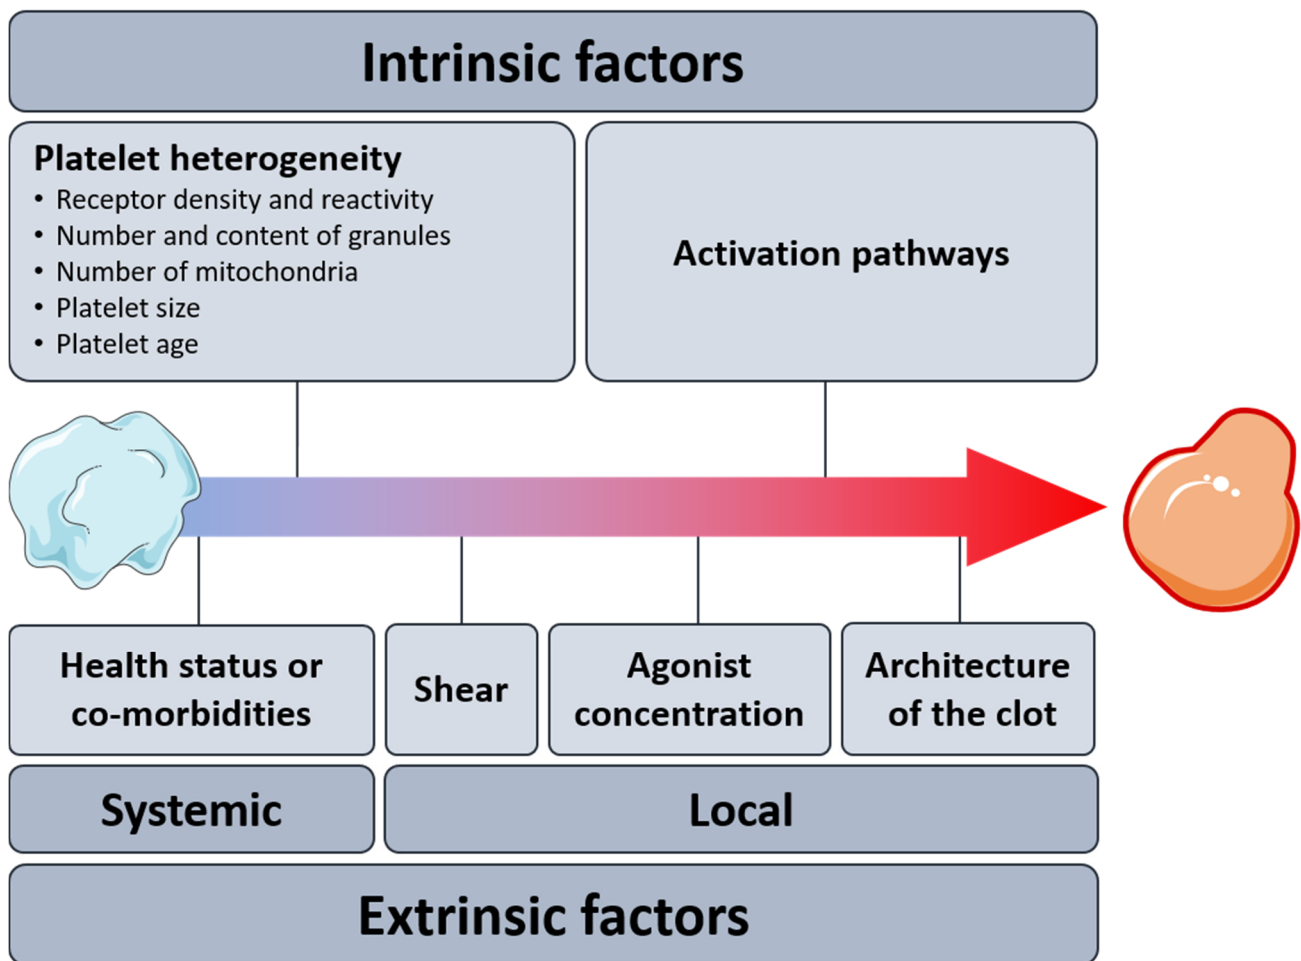 Intrinsic factors
Platelet heterogeneity
• Receptor density and reactivity
• Number and content of granules
• Number of mitochondria
• Platelet size
• Platelet age
Activation pathways
Health status or
co-morbidities
Shear
Agonist
concentration
Architecture
of the clot
Systemic
Local
Extrinsic factors